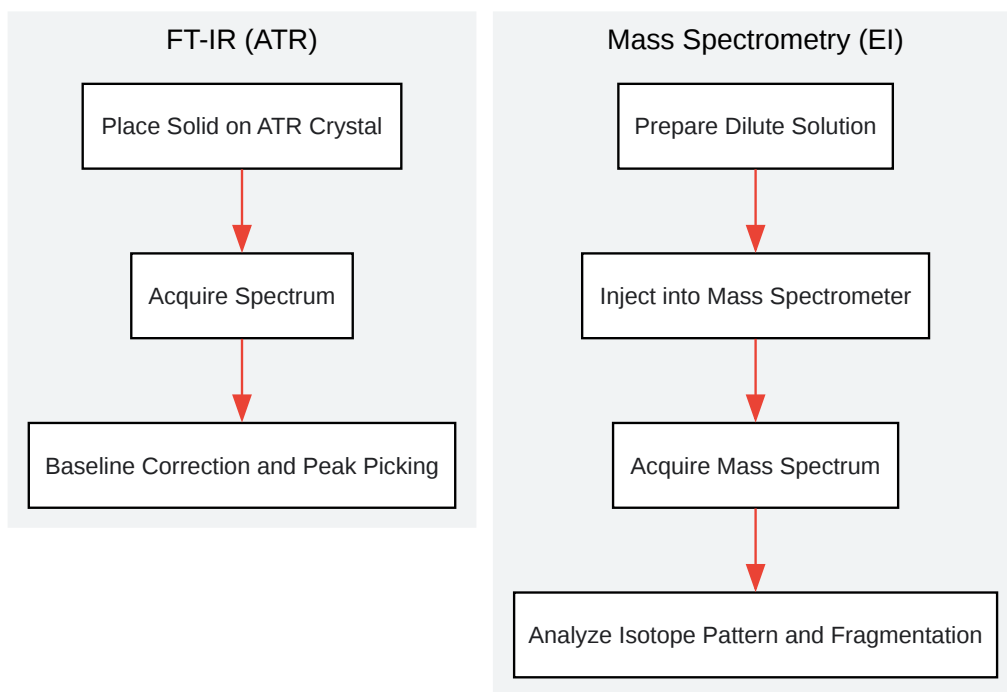 FT-IR (ATR)
Place Solid on ATR Crystal
Acquire Spectrum
Baseline Correction and Peak Picking
Mass Spectrometry (EI)
Prepare Dilute Solution
Inject into Mass Spectrometer
Acquire Mass Spectrum
Analyze Isotope Pattern and Fragmentation